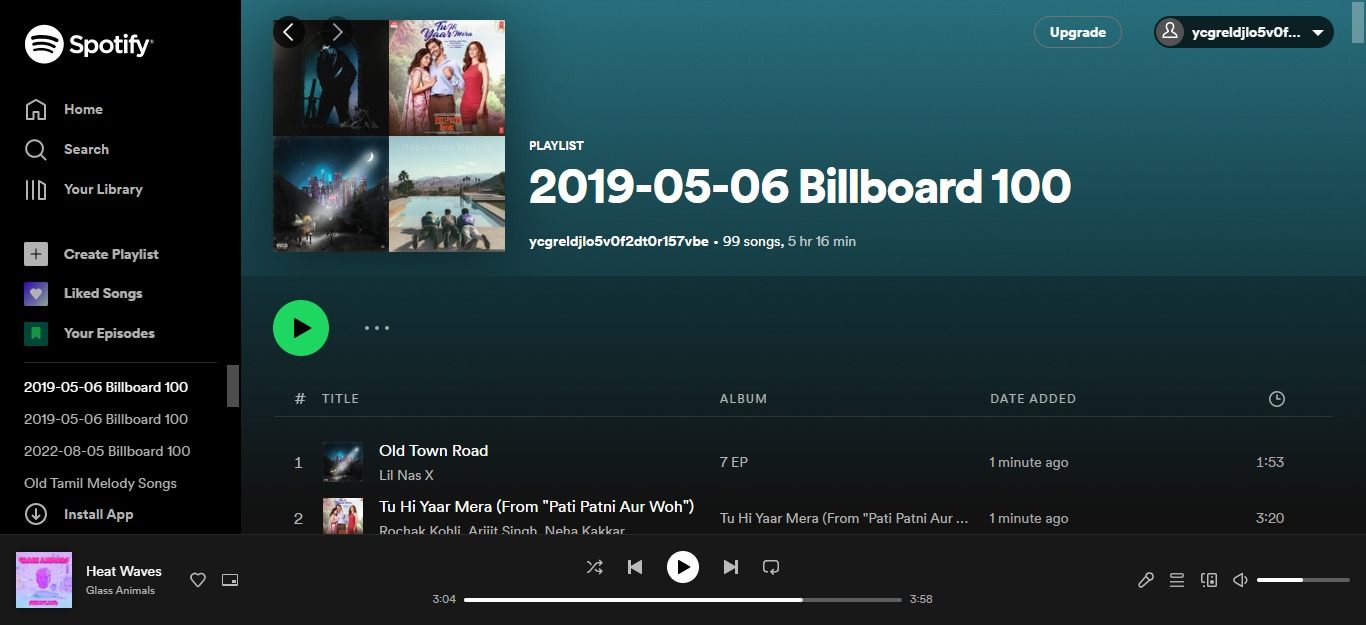 Spotify
Home
Search
Your Library
Create Playlist
Liked Songs
Your Episodes
2019-05-06 Billboard 100
2019-05-06 Billboard 100
2022-08-05 Billboard 100
Old Tamil Melody Songs
Install App
Tu Hi
Yaar Mera
Upgrade
ycgreldjlo5v0f...
PLAYLIST
2019-05-06 Billboard 100
ycgreldjlo5v0f2dt0r157vbe • 99 songs, 5 hr 16 min
# TITLE ALBUM DATE ADDED
1 Old Town Road 7 EP 1 minute ago 1:53
Lil Nas X
2 Tu Hi Yaar Mera (From "Pati Patni Aur Woh") Tu Hi Yaar Mera (From "Pati Patni Aur ... 1 minute ago 3:20
Rochak Kohli, Arijit Singh, Neha Kakkar
Heat Waves
Glass Animals
3:04 3:58